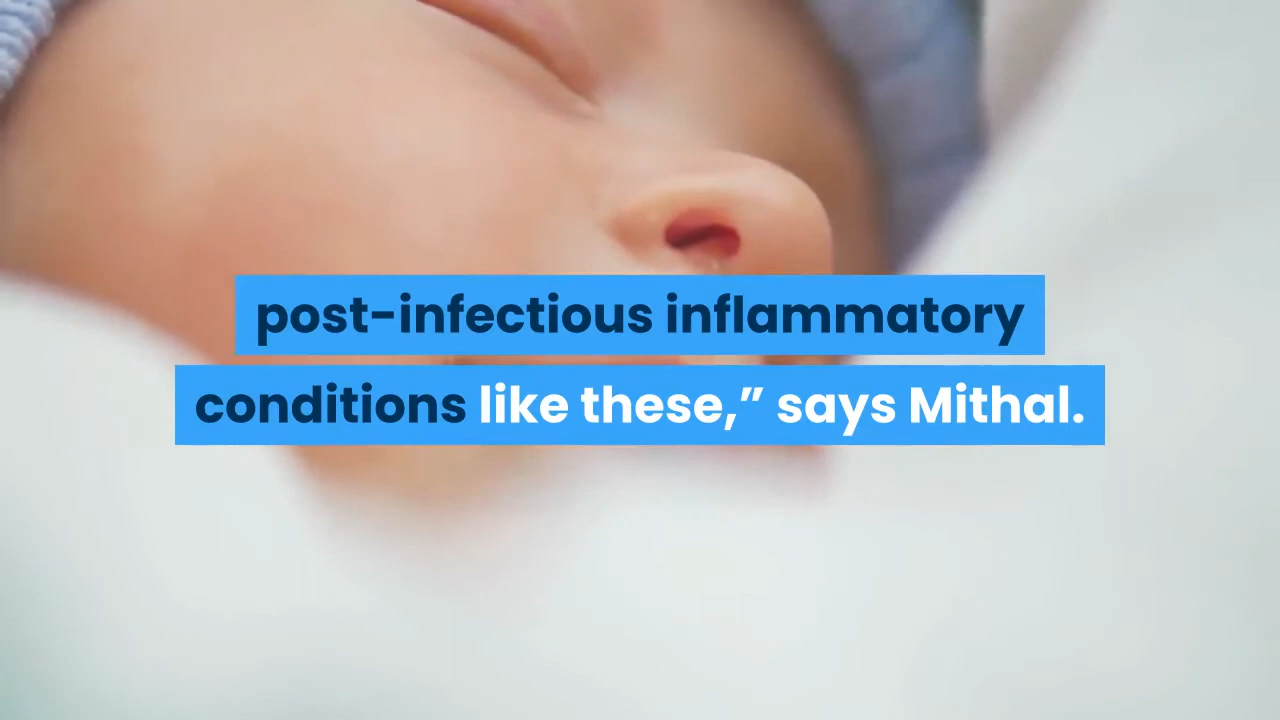 post-infectious inflammatory
conditions like these,” says Mithal.